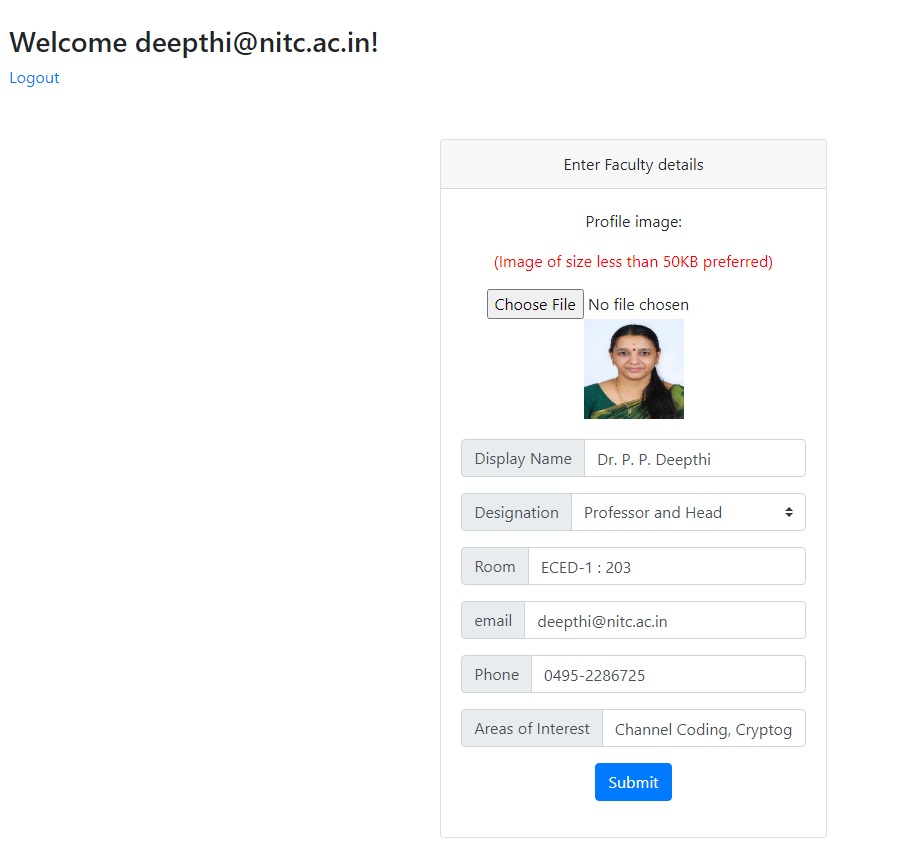 Welcome deepthi@nitc.ac.in!
Logout
Enter Faculty details
Profile image:
(Image of size less than 50KB preferred)
Choose File No file chosen
Display Name Dr. P. P. Deepthi
Designation Professor and Head
Room ECED-1 : 203
email deepthi@nitc.ac.in
Phone 0495-2286725
Areas of Interest Channel Coding, Cryptog
Submit